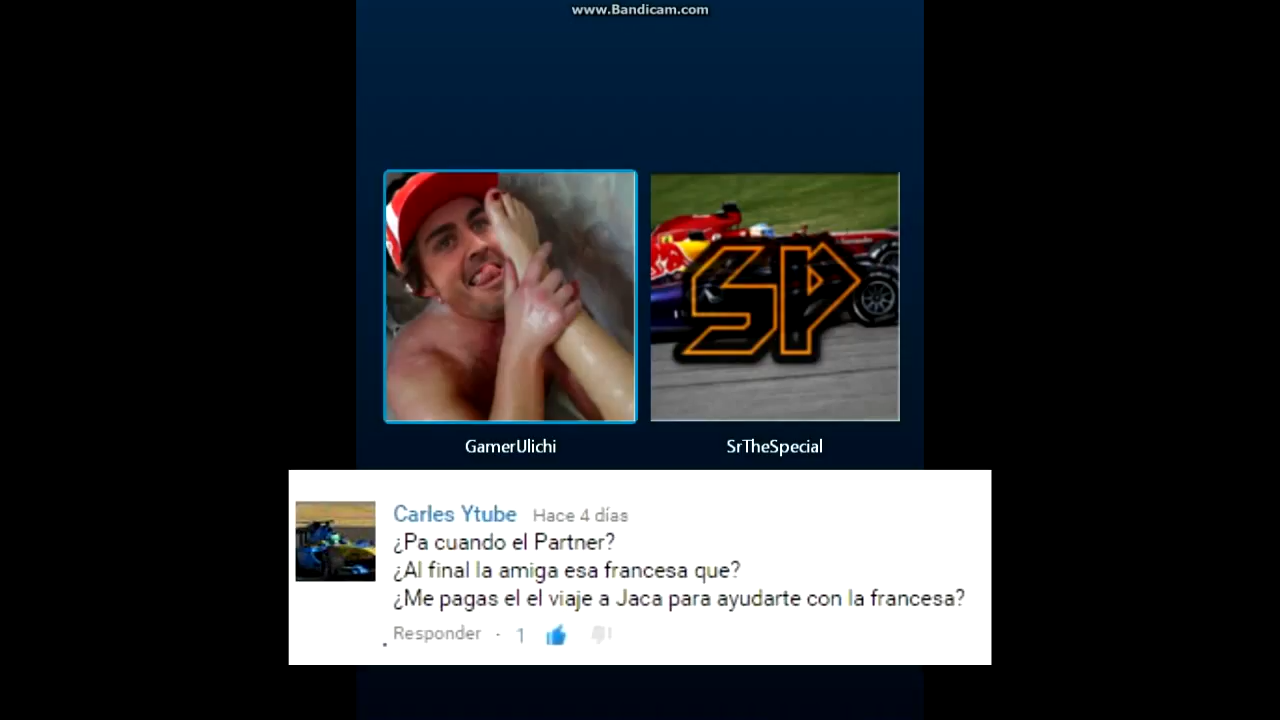 www.Bandicam.com
SP
GamerUlichi
SrTheSpecial
Carles Ytube Hace 4 días
¿Pa cuando el Partner?
¿Al final la amiga esa francesa que?
¿Me pagas el el viaje a Jaca para ayudarte con la francesa?
Responder · 1